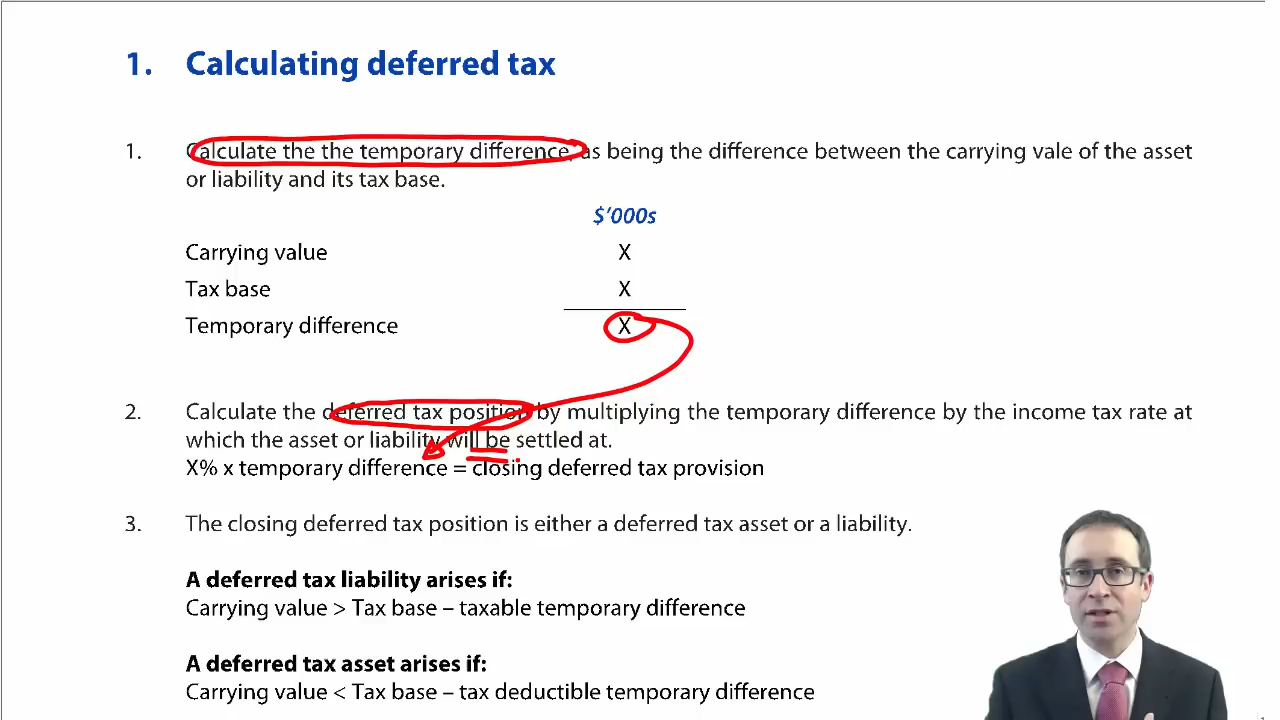 1. Calculating deferred tax
1. Calculate the the temporary difference, as being the difference between the carrying vale of the asset
or liability and its tax base.
$'000s
Carrying value X
Tax base X
Temporary difference X
2. Calculate the deferred tax position by multiplying the temporary difference by the income tax rate at
which the asset or liability will be settled at.
X% x temporary difference = closing deferred tax provision
3. The closing deferred tax position is either a deferred tax asset or a liability.
A deferred tax liability arises if:
Carrying value > Tax base – taxable temporary difference
A deferred tax asset arises if:
Carrying value < Tax base – tax deductible temporary difference